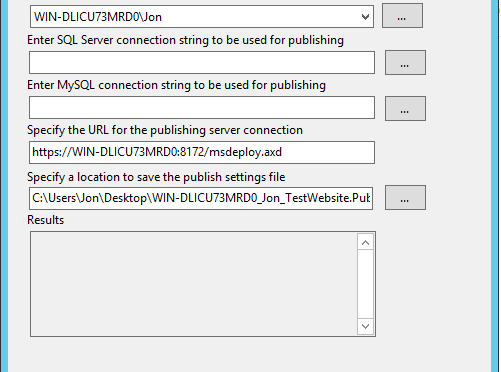 WIN-DLICU73MRD0\Jon
...
Enter SQL Server connection string to be used for publishing
...
Enter MySQL connection string to be used for publishing
...
Specify the URL for the publishing server connection
https://WIN-DLICU73MRD0:8172/msdeploy.axd
Specify a location to save the publish settings file
C:\Users\Jon\Desktop\WIN-DLICU73MRD0_Jon_TestWebsite.Pub
...
Results